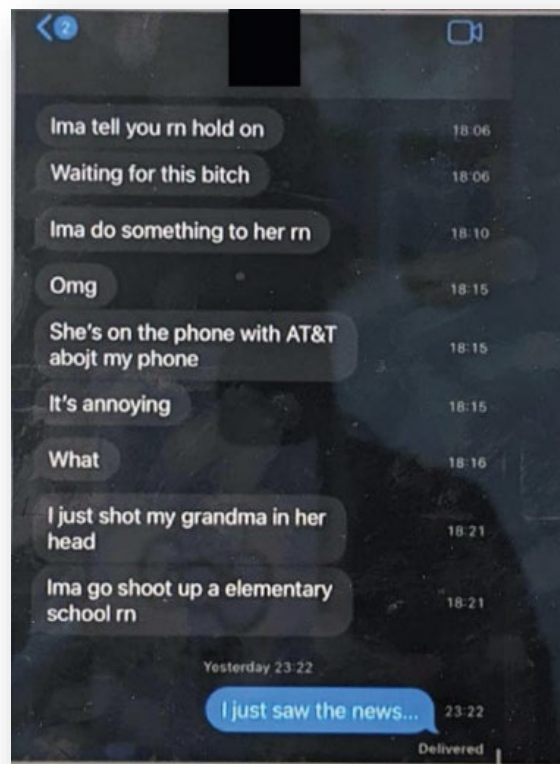 2
Ima tell you rn hold on
18:06
Waiting for this bitch
18:06
Ima do something to her rn
18:10
Omg
18:15
She's on the phone with AT&T
abojt my phone
18:15
It's annoying
18:15
What
18:16
I just shot my grandma in her
head
18:21
Ima go shoot up a elementary
school rn
18:21
Yesterday 23:22
I just saw the news...
23:22
Delivered